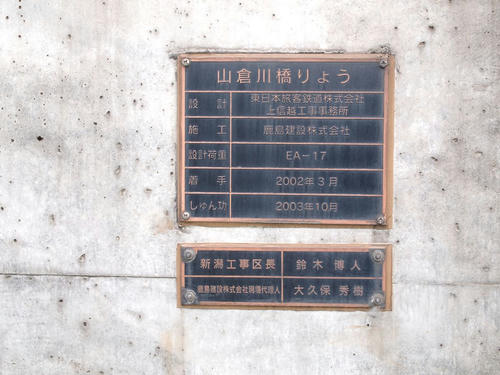 山倉川橋りょう
設計 東日本旅客鉄道株式会社
上信越工事事務所
施工 鹿島建設株式会社
設計荷重 EA-17
着手 2002年3月
しゅん功 2003年10月
新潟工事区長 鈴木 博人
鹿島建設株式会社現場代理人 大久保 秀樹